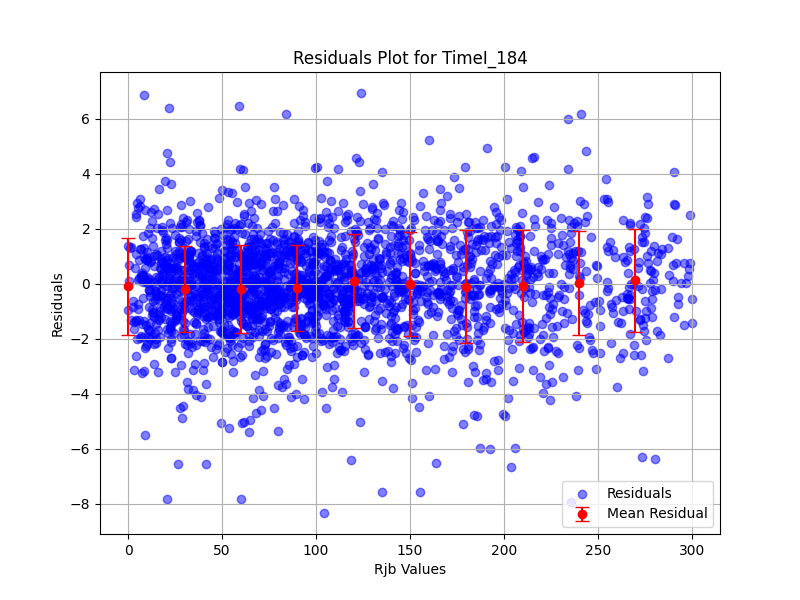 Residuals Plot for TimeI_184
Residuals
6
4
2
0
−2
−4
−6
−8
0 50 100 150 200 250 300
Rjb Values
Residuals
Mean Residual